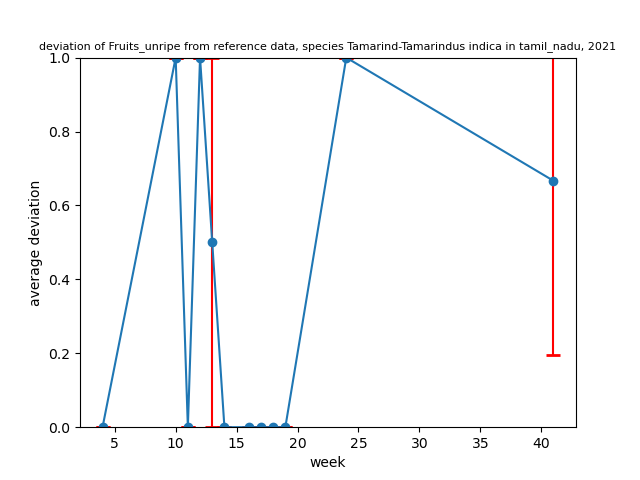 deviation of Fruits_unripe from reference data, species Tamarind-Tamarindus indica in tamil_nadu, 2021
1.0
0.8
0.6
0.4
0.2
0.0
average deviation
5 10 15 20 25 30 35 40
week